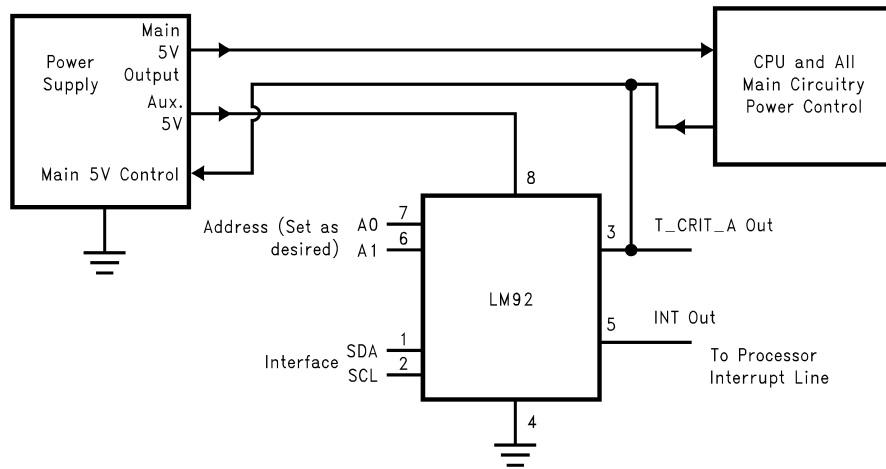 Main
5V
Output
Power
Supply
Aux.
5V
Main 5V Control
CPU and All
Main Circuitry
Power Control
8
Address (Set as
desired)
7
A0
6
A1
3
T_CRIT_A Out
LM92
5
INT Out
To Processor
Interrupt Line
Interface
1
SDA
2
SCL
4